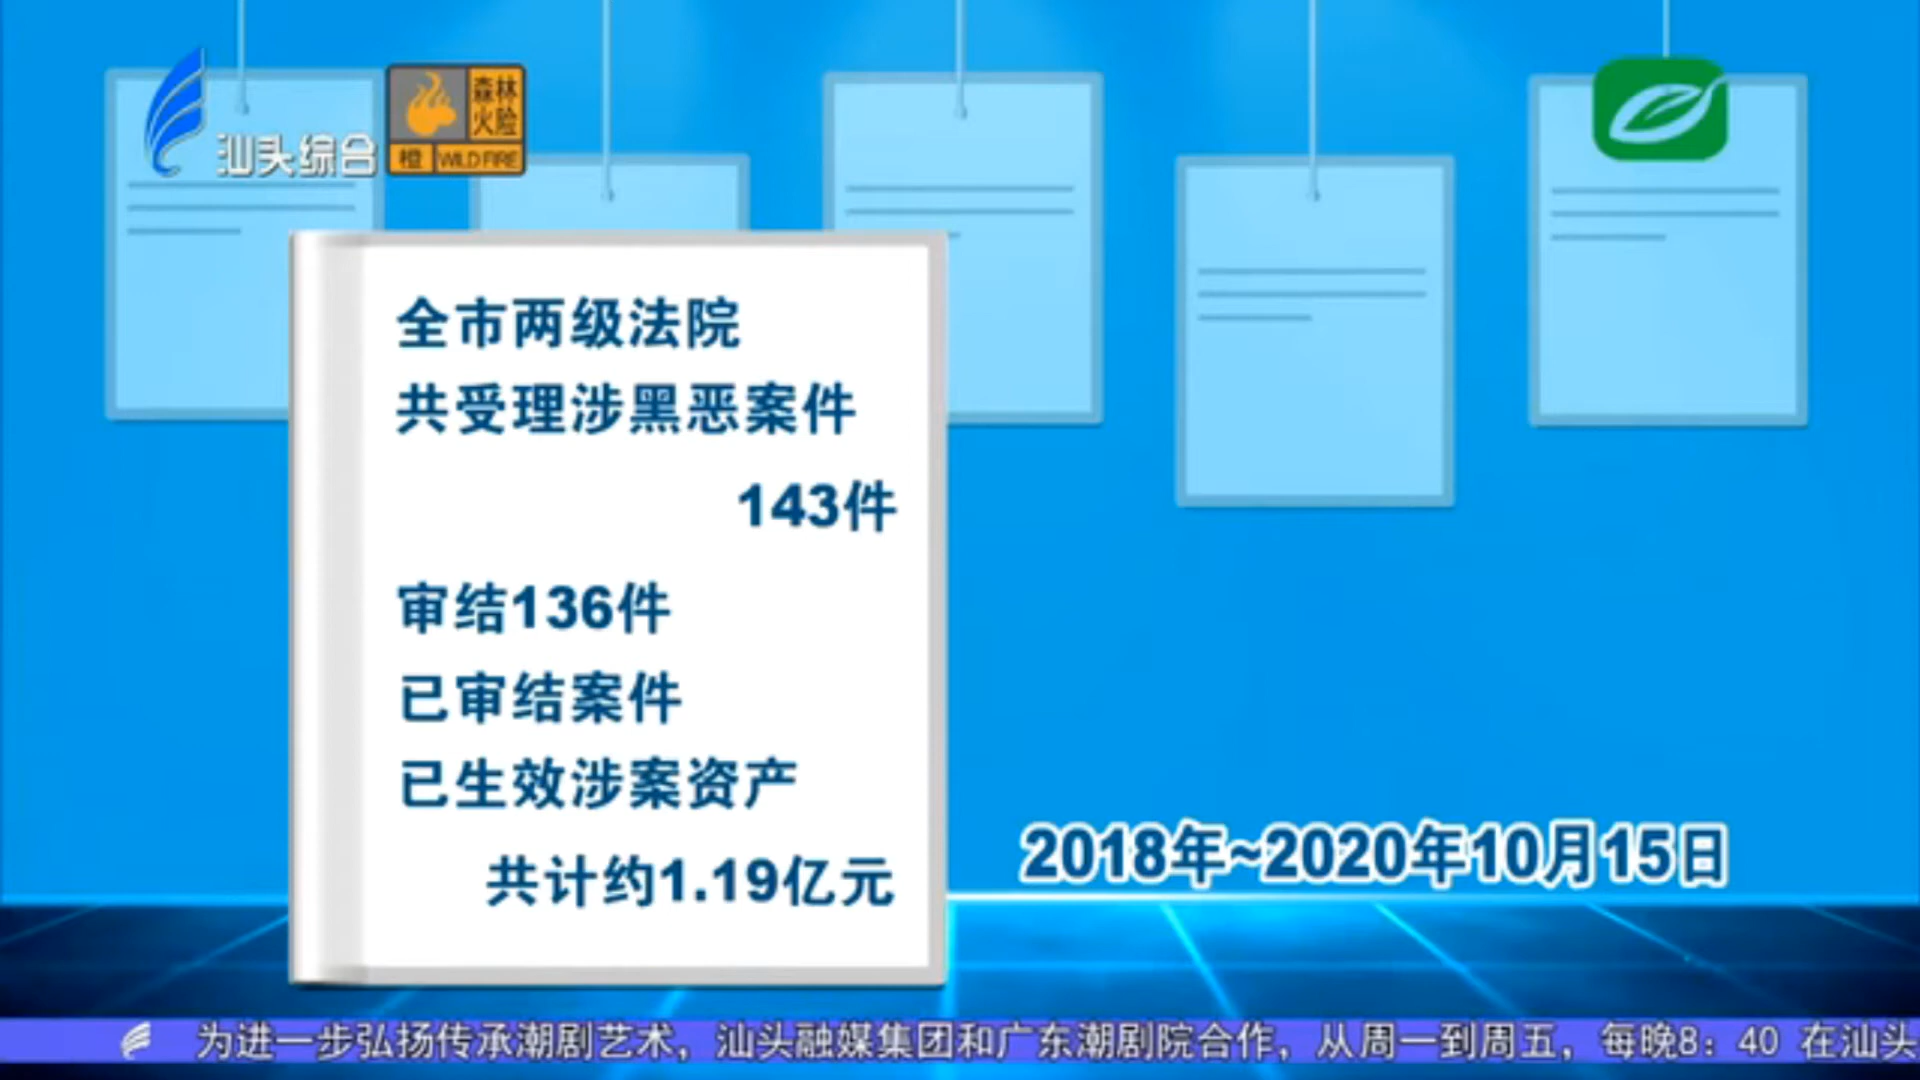 汕头综合
森林
火险
橙 WILD FIRE
全市两级法院
共受理涉黑恶案件
143件
审结136件
已审结案件
已生效涉案资产
共计约1.19亿元
2018年~2020年10月15日
为进一步弘扬传承潮剧艺术，汕头融媒集团和广东潮剧院合作，从周一到周五，每晚8：40 在汕头